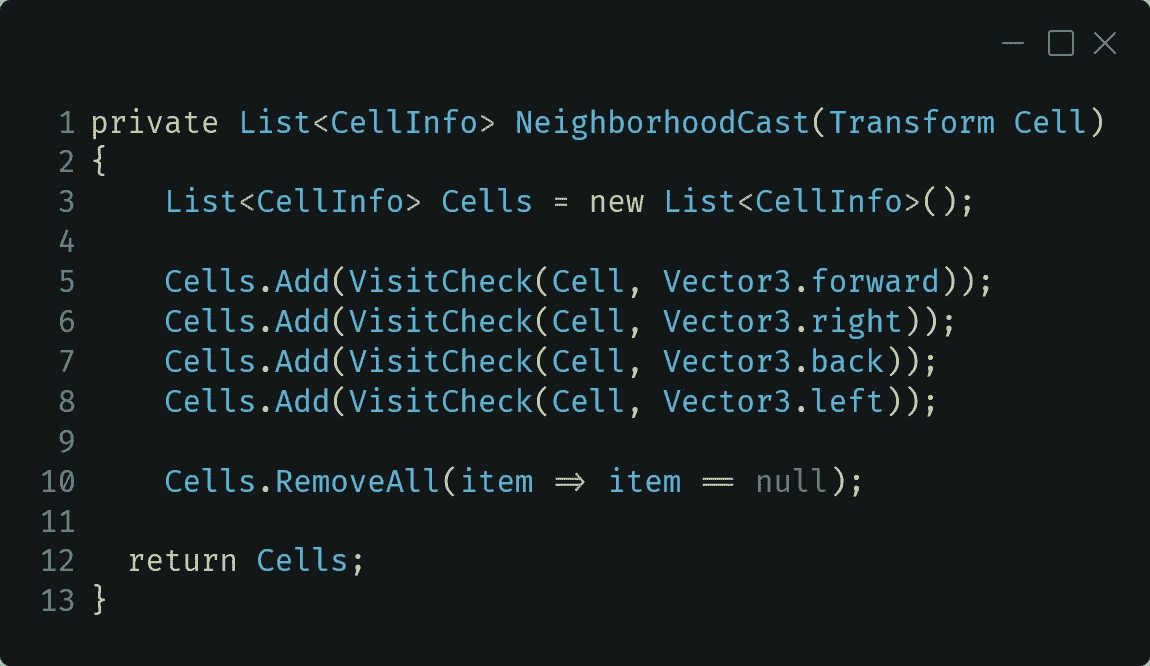 1 private List<CellInfo> NeighborhoodCast(Transform Cell)
2 {
3     List<CellInfo> Cells = new List<CellInfo>();
4
5     Cells.Add(VisitCheck(Cell, Vector3.forward));
6     Cells.Add(VisitCheck(Cell, Vector3.right));
7     Cells.Add(VisitCheck(Cell, Vector3.back));
8     Cells.Add(VisitCheck(Cell, Vector3.left));
9
10     Cells.RemoveAll(item => item == null);
11
12   return Cells;
13 }